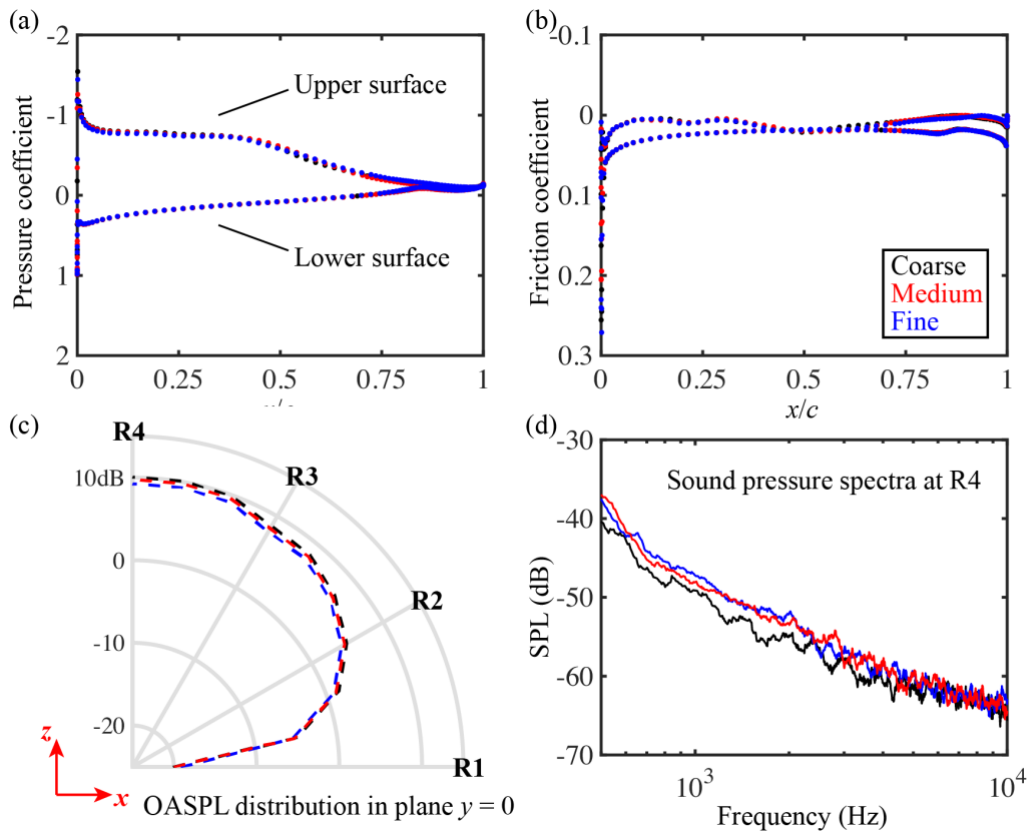 (a)
-2
-1
0
1
2
Pressure coefficient
Upper surface
Lower surface
0
0.25
0.5
0.75
1
(b)
-0.1
0
0.1
0.2
0.3
Friction coefficient
Coarse
Medium
Fine
0
0.25
0.5
0.75
1
x/c
(c)
R4
10dB
R3
0
R2
-10
-20
R1
z
x
OASPL distribution in plane y = 0
(d)
-30
-40
-50
-60
-70
SPL (dB)
Sound pressure spectra at R4
10³
10⁴
Frequency (Hz)